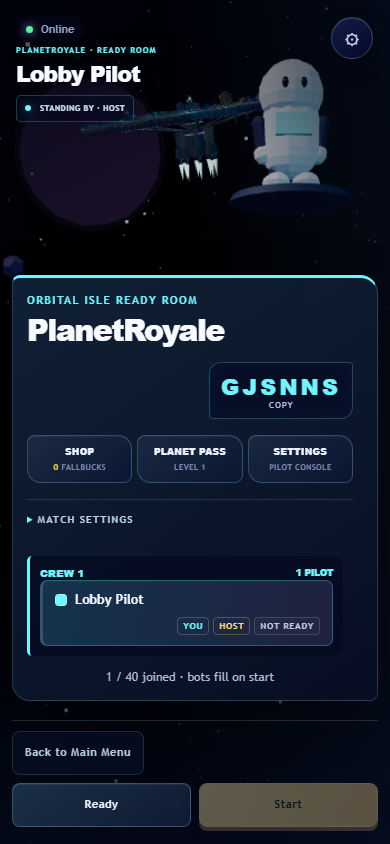 Online
PLANETROYALE · READY ROOM
Lobby Pilot
STANDING BY · HOST
ORBITAL ISLE READY ROOM
PlanetRoyale
GJSNNS
COPY
SHOP
0 FALLBUCKS
PLANET PASS
LEVEL 1
SETTINGS
PILOT CONSOLE
MATCH SETTINGS
CREW 1
1 PILOT
Lobby Pilot
YOU
HOST
NOT READY
1 / 40 joined · bots fill on start
Back to Main Menu
Ready
Start